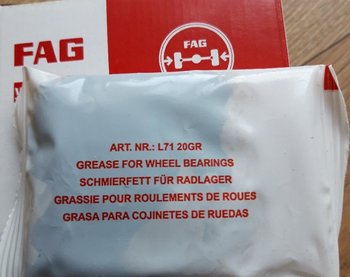 FAG
FAG
ART. NR.: L71 20GR
GREASE FOR WHEEL BEARINGS
SCHMIERFETT FÜR RADLAGER
GRASSIE POUR ROULEMENTS DE ROUES
GRASA PARA COJINETES DE RUEDAS